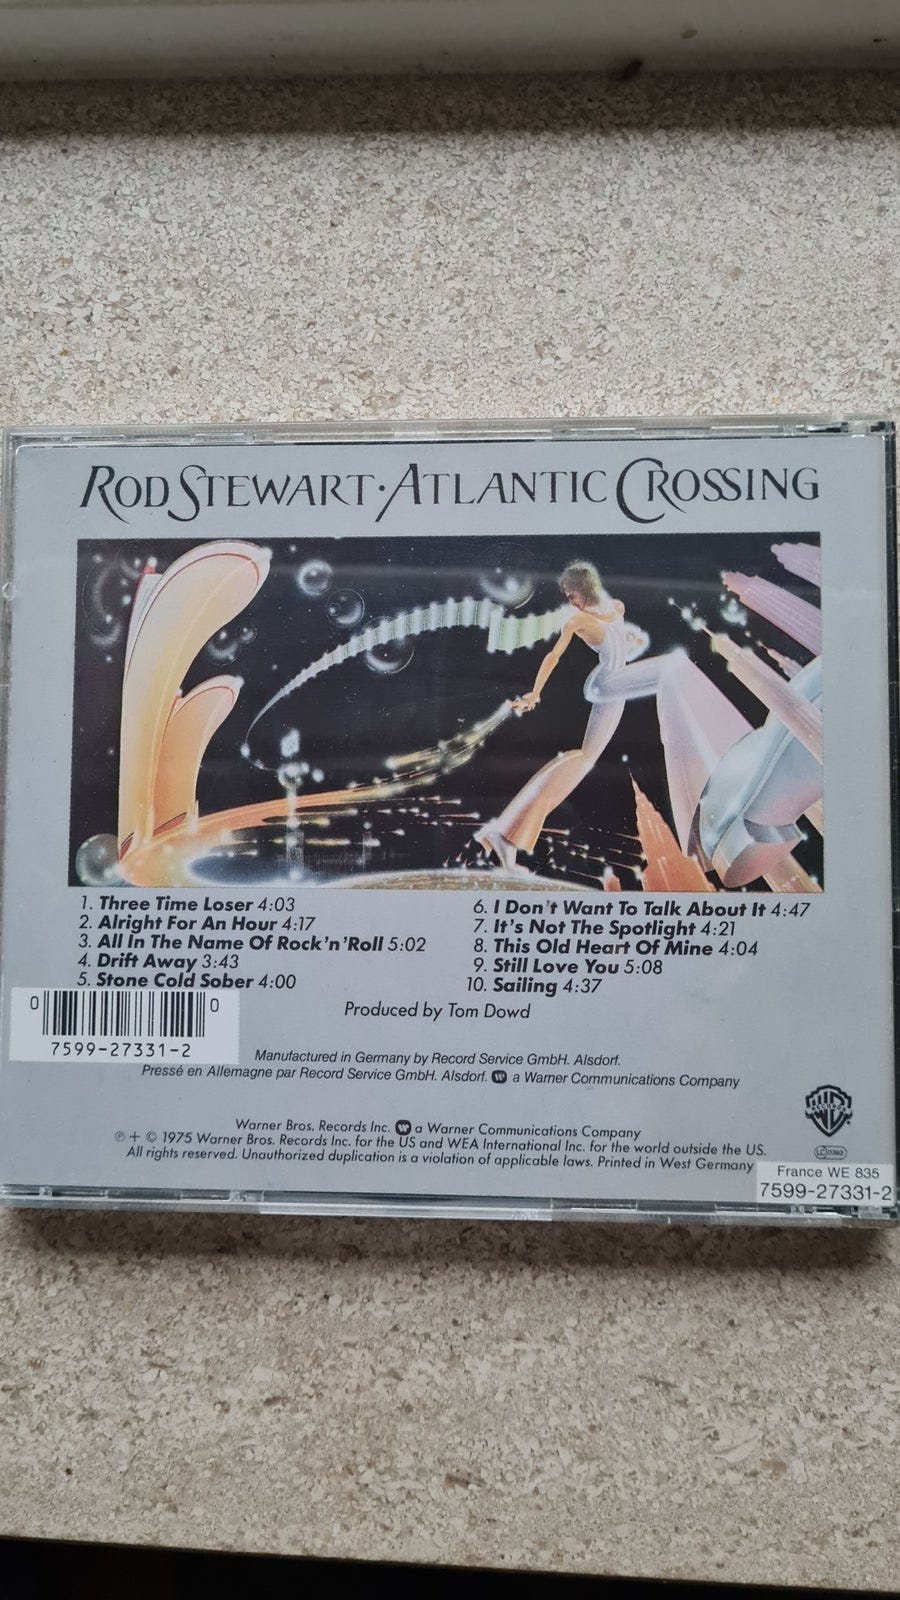 ROD STEWART · ATLANTIC CROSSING
1. Three Time Loser 4:03
2. Alright For An Hour 4:17
3. All In The Name Of Rock'n'Roll 5:02
4. Drift Away 3:43
5. Stone Cold Sober 4:00
6. I Don't Want To Talk About It 4:47
7. It's Not The Spotlight 4:21
8. This Old Heart Of Mine 4:04
9. Still Love You 5:08
10. Sailing 4:37
Produced by Tom Dowd
0 0
7599-27331-2
Manufactured in Germany by Record Service GmbH. Alsdorf.
Pressé en Allemagne par Record Service GmbH. Alsdorf. a Warner Communications Company
Warner Bros. Records Inc. a Warner Communications Company
℗ + © 1975 Warner Bros. Records Inc. for the US and WEA International Inc. for the world outside the US.
All rights reserved. Unauthorized duplication is a violation of applicable laws. Printed in West Germany
RECORDS
France WE 835
7599-27331-2